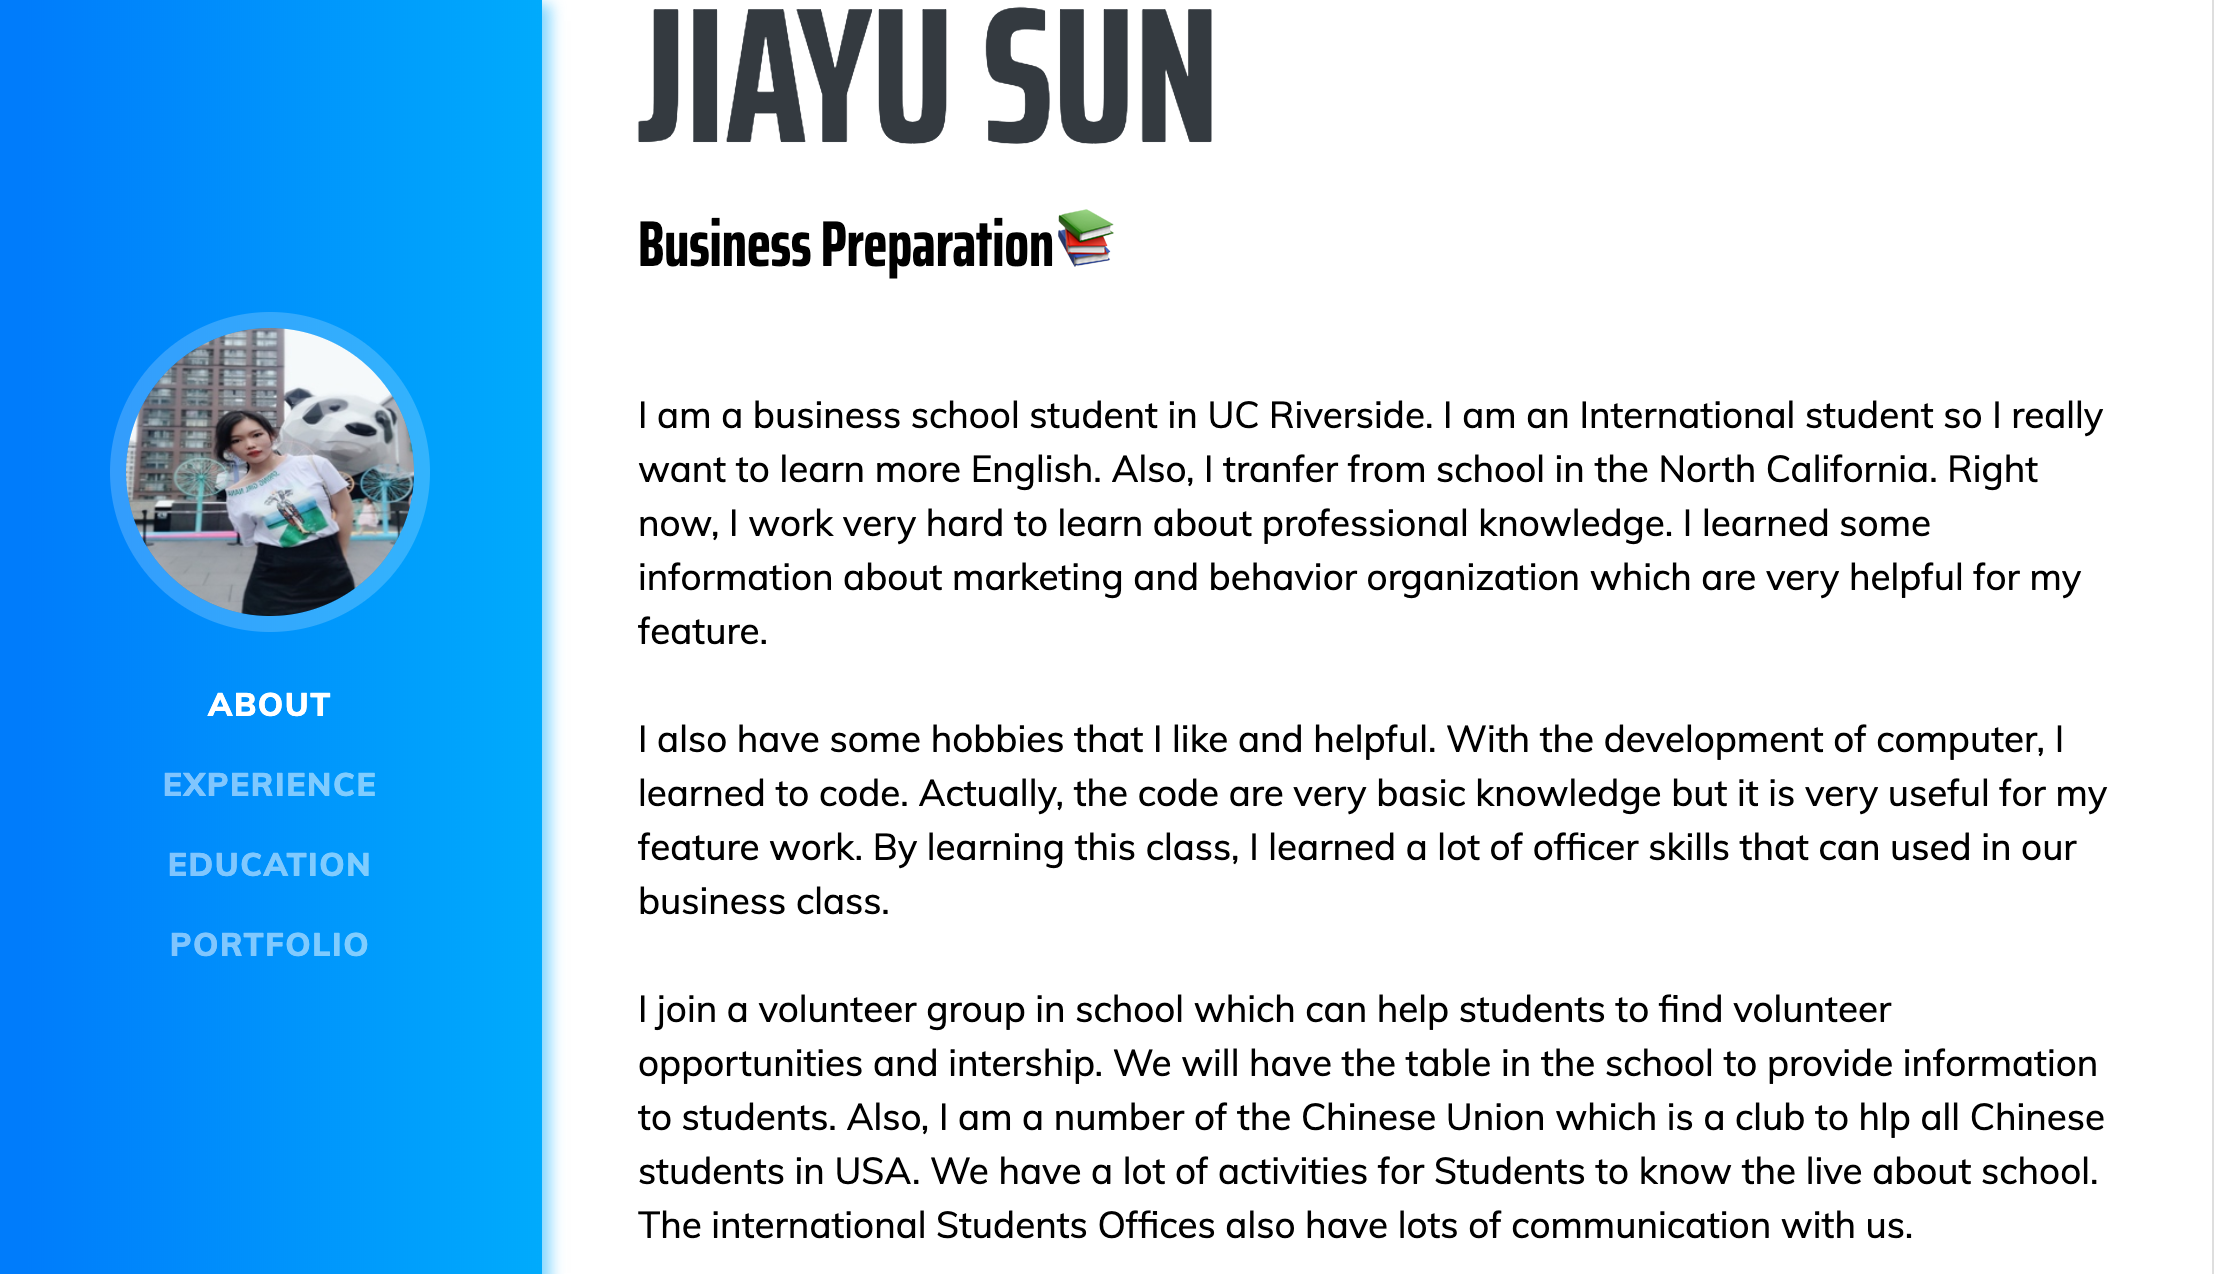 JIAYU SUN
Business Preparation📚
I am a business school student in UC Riverside. I am an International student so I really
want to learn more English. Also, I tranfer from school in the North California. Right
now, I work very hard to learn about professional knowledge. I learned some
information about marketing and behavior organization which are very helpful for my
feature.
ABOUT
EXPERIENCE
EDUCATION
PORTFOLIO
I also have some hobbies that I like and helpful. With the development of computer, I
learned to code. Actually, the code are very basic knowledge but it is very useful for my
feature work. By learning this class, I learned a lot of officer skills that can used in our
business class.
I join a volunteer group in school which can help students to find volunteer
opportunities and intership. We will have the table in the school to provide information
to students. Also, I am a number of the Chinese Union which is a club to hlp all Chinese
students in USA. We have a lot of activities for Students to know the live about school.
The international Students Offices also have lots of communication with us.